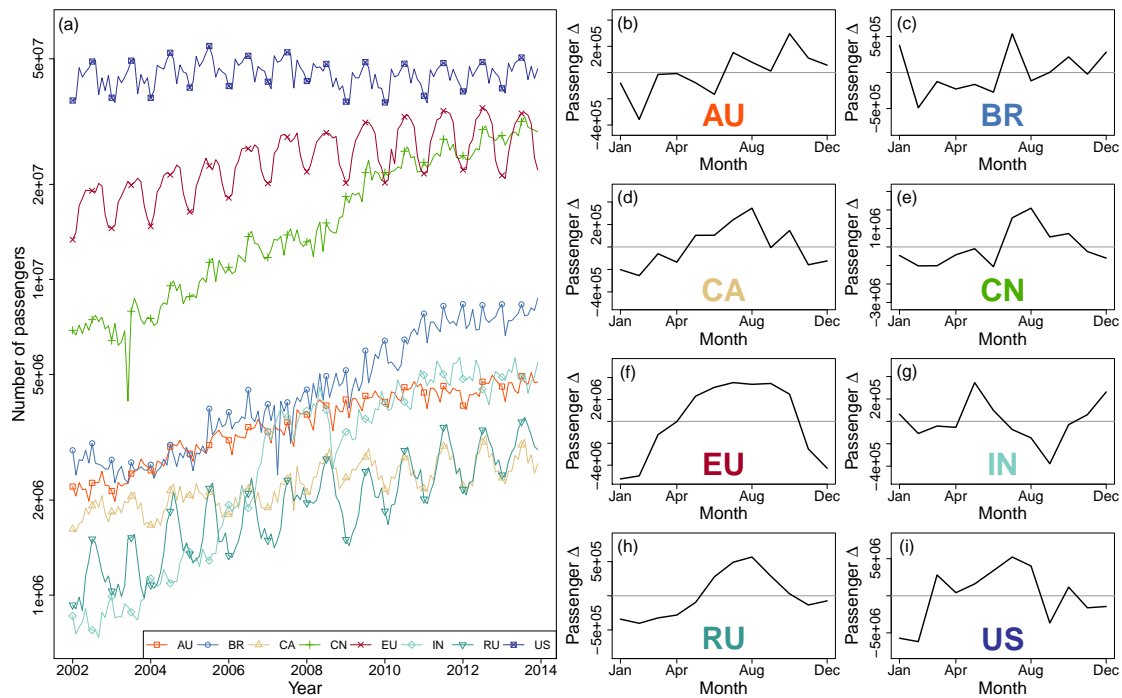 (a)
Number of passengers
5e+07
2e+07
1e+07
5e+06
2e+06
1e+06
AU BR CA CN EU IN RU US
2002 2004 2006 2008 2010 2012 2014
Year
(b)
Passenger Δ
2e+05
−4e+05
AU
Jan Apr Aug Dec
Month
(c)
Passenger Δ
5e+05
−5e+05
BR
Jan Apr Aug Dec
Month
(d)
Passenger Δ
2e+05
−4e+05
CA
Jan Apr Aug Dec
Month
(e)
Passenger Δ
1e+06
−3e+06
CN
Jan Apr Aug Dec
Month
(f)
Passenger Δ
2e+06
−4e+06
EU
Jan Apr Aug Dec
Month
(g)
Passenger Δ
2e+05
−4e+05
IN
Jan Apr Aug Dec
Month
(h)
Passenger Δ
5e+05
−5e+05
RU
Jan Apr Aug Dec
Month
(i)
Passenger Δ
5e+06
−5e+06
US
Jan Apr Aug Dec
Month